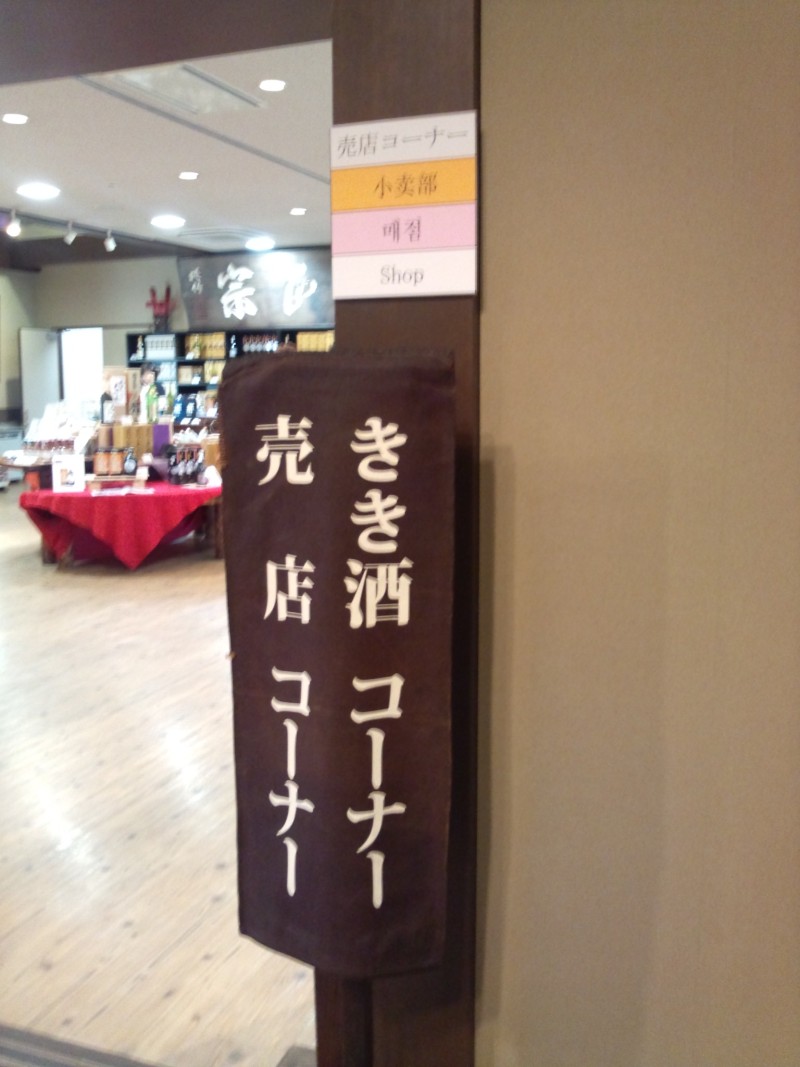 売店コーナー
小卖部
매점
Shop
きき酒 コーナー
売店 コーナー